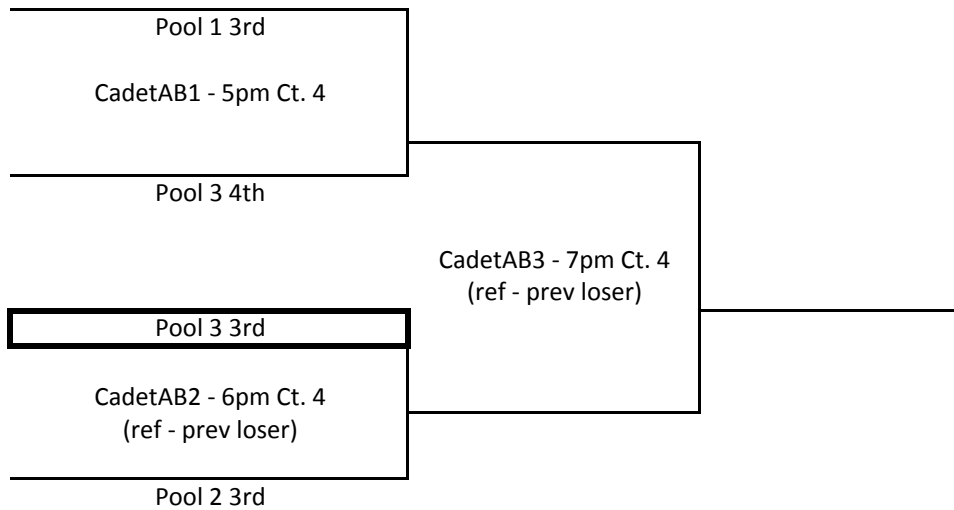 Pool 1 3rd
CadetAB1 - 5pm Ct. 4
Pool 3 4th
CadetAB3 - 7pm Ct. 4
(ref - prev loser)
Pool 3 3rd
CadetAB2 - 6pm Ct. 4
(ref - prev loser)
Pool 2 3rd